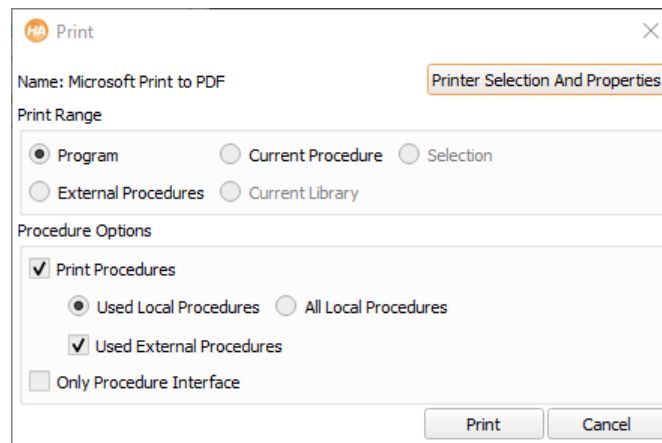 HA Print
Name: Microsoft Print to PDF Printer Selection And Properties
Print Range
Program Current Procedure Selection
External Procedures Current Library
Procedure Options
Print Procedures
Used Local Procedures All Local Procedures
Used External Procedures
Only Procedure Interface
Print Cancel